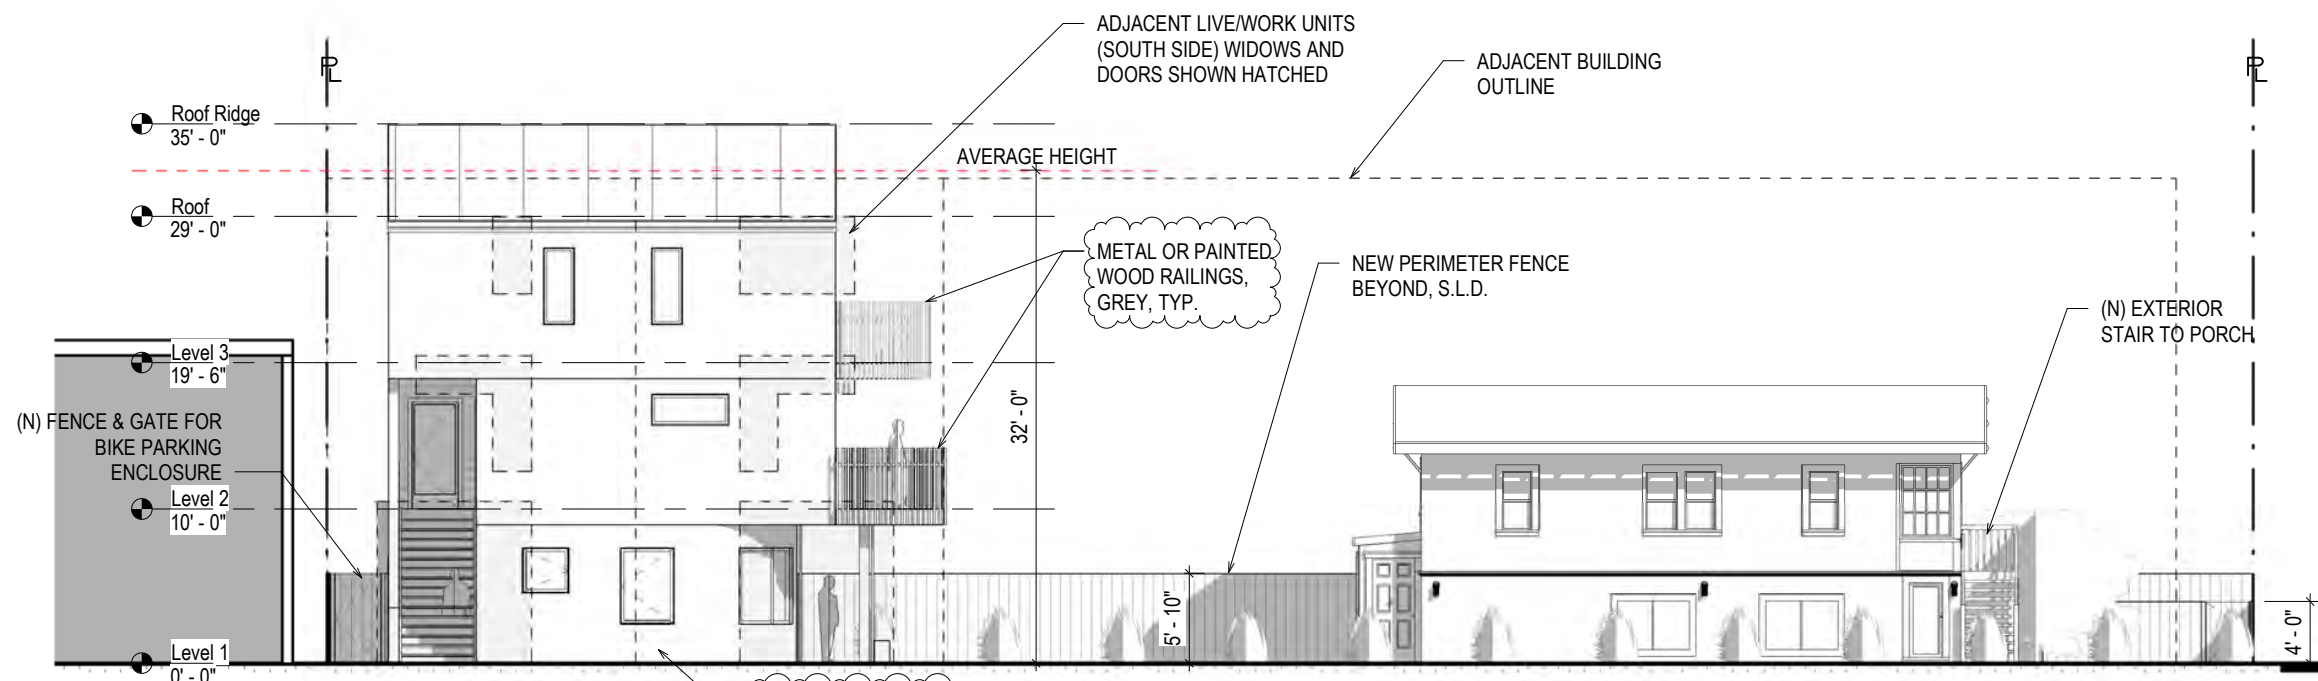 ADJACENT LIVE/WORK UNITS
(SOUTH SIDE) WIDOWS AND
DOORS SHOWN HATCHED
ADJACENT BUILDING
OUTLINE
PL
PL
Roof Ridge
35' - 0"
AVERAGE HEIGHT
Roof
29' - 0"
METAL OR PAINTED
WOOD RAILINGS,
GREY, TYP.
NEW PERIMETER FENCE
BEYOND, S.L.D.
(N) EXTERIOR
STAIR TO PORCH
Level 3
19' - 6"
(N) FENCE & GATE FOR
BIKE PARKING
ENCLOSURE
32' - 0"
Level 2
10' - 0"
5' - 10"
4' - 0"
Level 1
0' - 0"